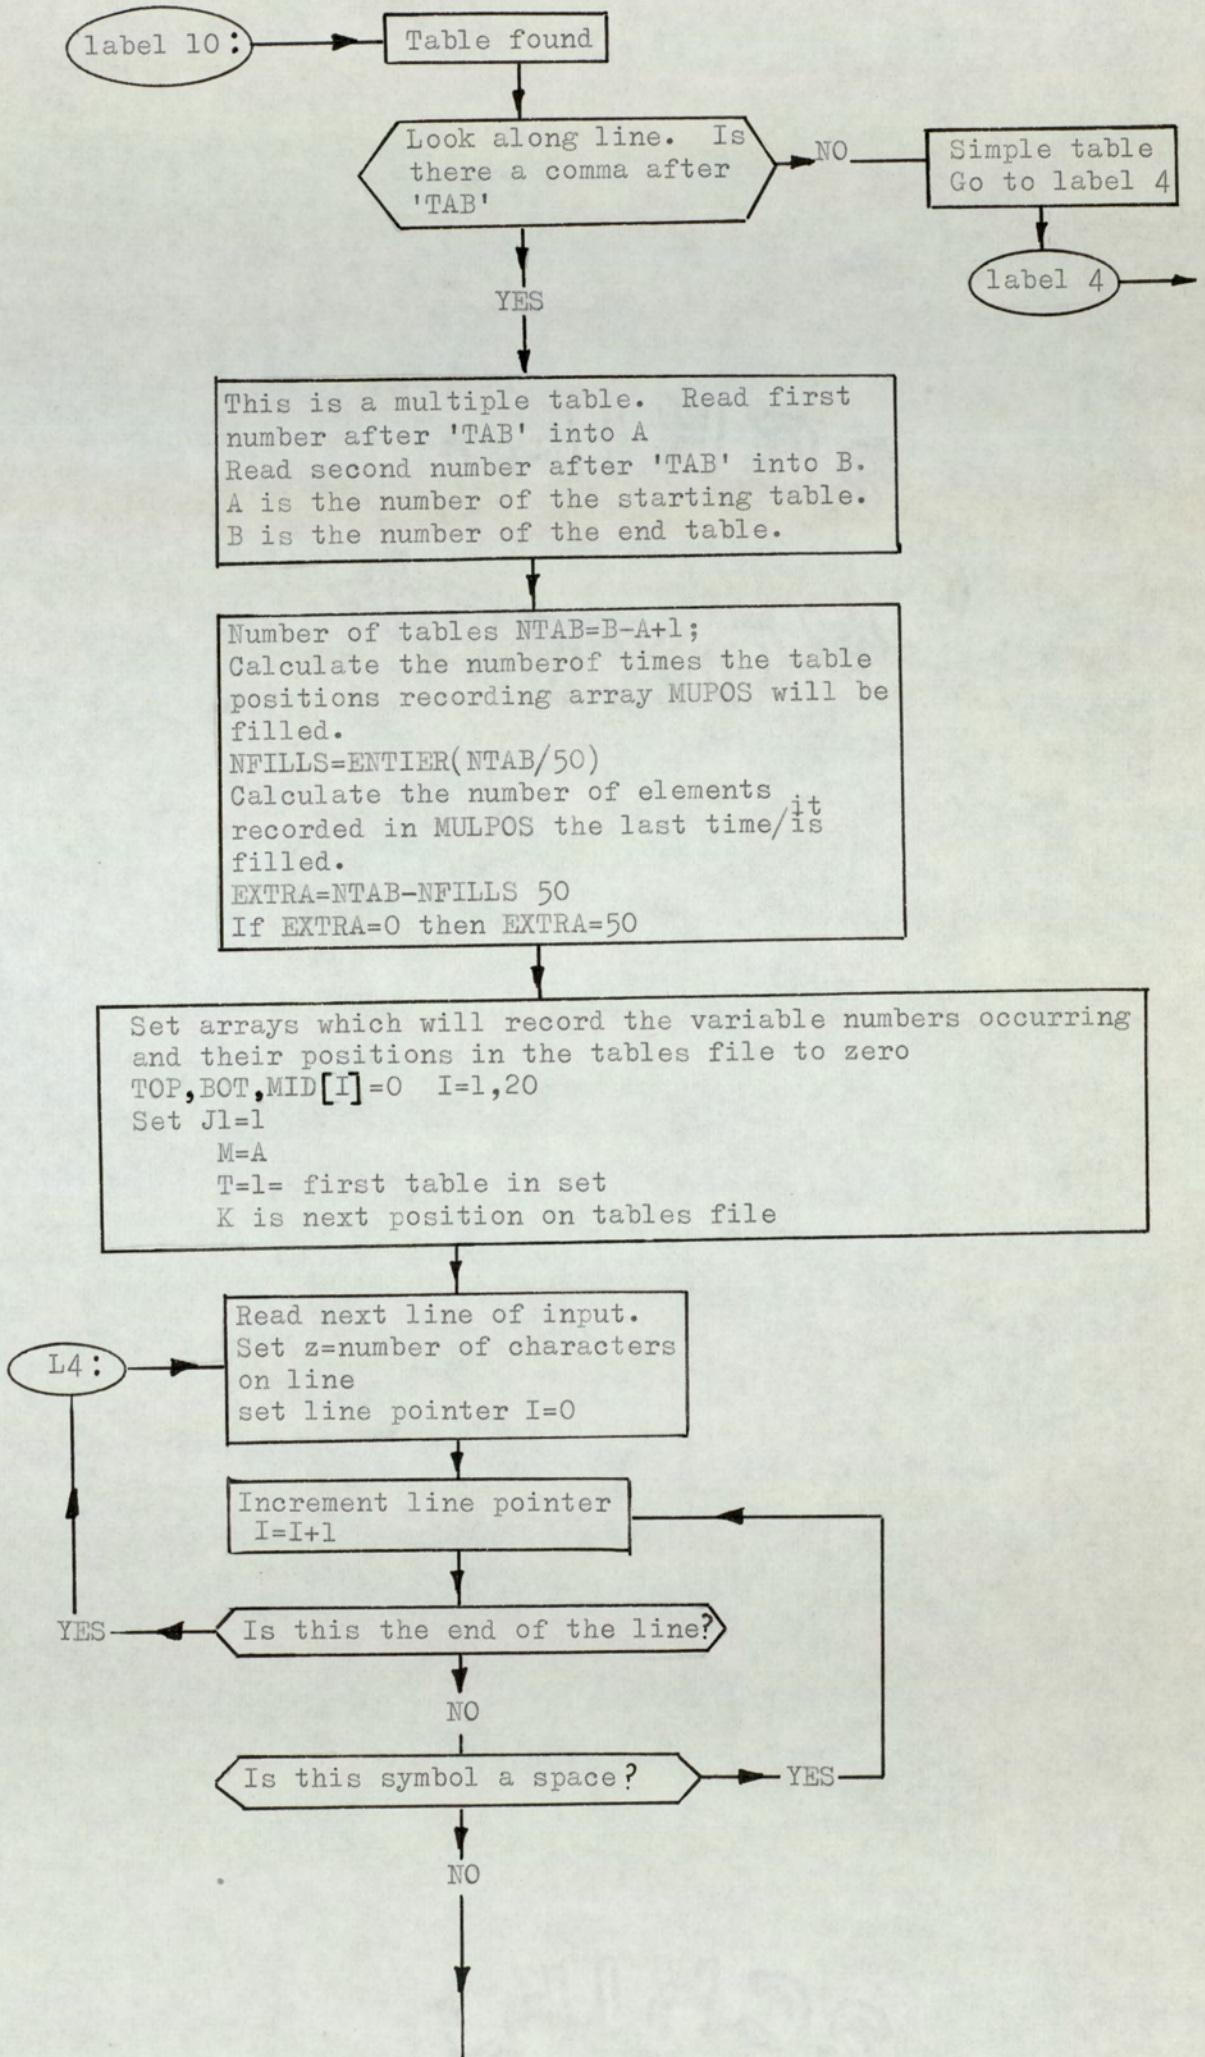 label 10:
Table found
Look along line.  Is
there a comma after
'TAB'
NO
Simple table
Go to label 4
label 4
YES
This is a multiple table.  Read first
number after 'TAB' into A
Read second number after 'TAB' into B.
A is the number of the starting table.
B is the number of the end table.
Number of tables NTAB=B-A+1;
Calculate the numberof times the table
positions recording array MUPOS will be
filled.
NFILLS=ENTIER(NTAB/50)
Calculate the number of elements
recorded in MULPOS the last time/it is
filled.
EXTRA=NTAB-NFILLS 50
If EXTRA=0 then EXTRA=50
Set arrays which will record the variable numbers occurring
and their positions in the tables file to zero
TOP,BOT,MID[I]=0  I=1,20
Set J1=1
M=A
T=1= first table in set
K is next position on tables file
L4:
Read next line of input.
Set z=number of characters
on line
set line pointer I=0
Increment line pointer
I=I+1
YES
Is this the end of the line?
NO
Is this symbol a space?
YES
NO